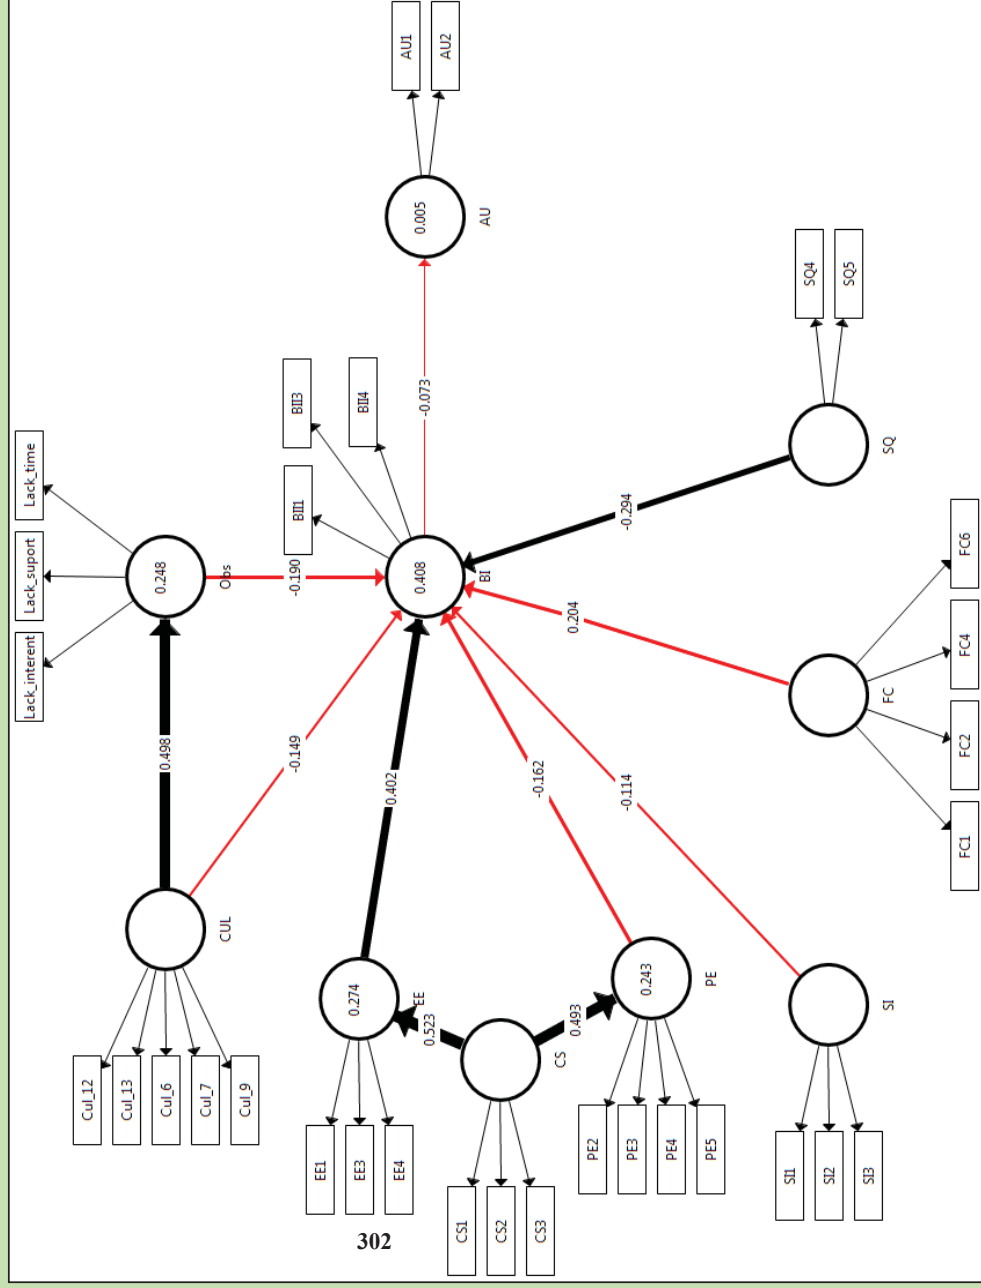 Cul_12
Cul_13
Cul_6
Cul_7
Cul_9
CUL
0.498
Lack_interent
Lack_support
Lack_time
0.248
Obs
-0.190
-0.149
EE1
EE3
EE4
0.274
EE
0.523
0.402
BII1
BII3
BII4
0.408
BI
-0.073
0.005
AU
AU1
AU2
CS1
CS2
CS3
CS
0.493
PE2
PE3
PE4
PE5
0.243
PE
-0.162
-0.114
0.204
-0.294
SI1
SI2
SI3
SI
FC
FC1
FC2
FC4
FC6
SQ
SQ4
SQ5
302